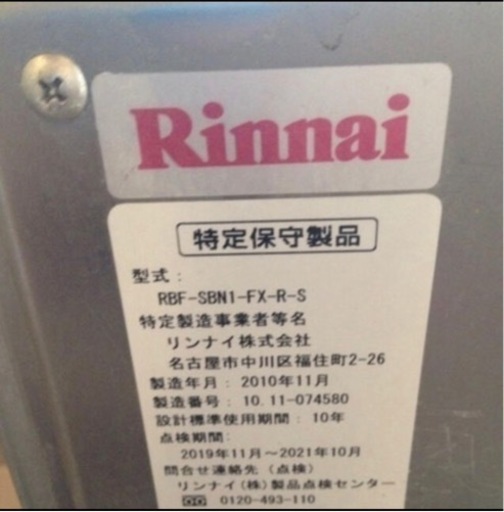 Rinnai
特定保守製品
型式:
RBF-SBN1-FX-R-S
特定製造事業者等名
リンナイ株式会社
名古屋市中川区福住町2-26
製造年月: 2010年11月
製造番号: 10.11-074580
設計標準使用期間: 10年
点検期間:
2019年11月〜2021年10月
問合せ連絡先(点検)
リンナイ(株)製品点検センター
0120-493-110